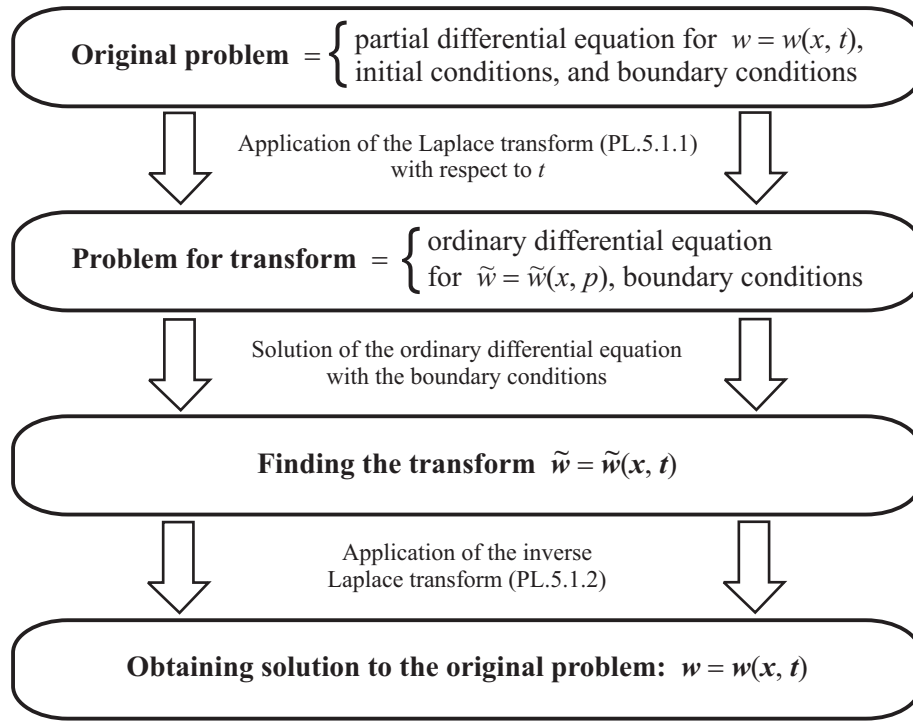 Original problem = { partial differential equation for w = w(x, t),
initial conditions, and boundary conditions
Application of the Laplace transform (PL.5.1.1)
with respect to t
Problem for transform = { ordinary differential equation
for w̃ = w̃(x, p), boundary conditions
Solution of the ordinary differential equation
with the boundary conditions
Finding the transform w̃ = w̃(x, t)
Application of the inverse
Laplace transform (PL.5.1.2)
Obtaining solution to the original problem: w = w(x, t)